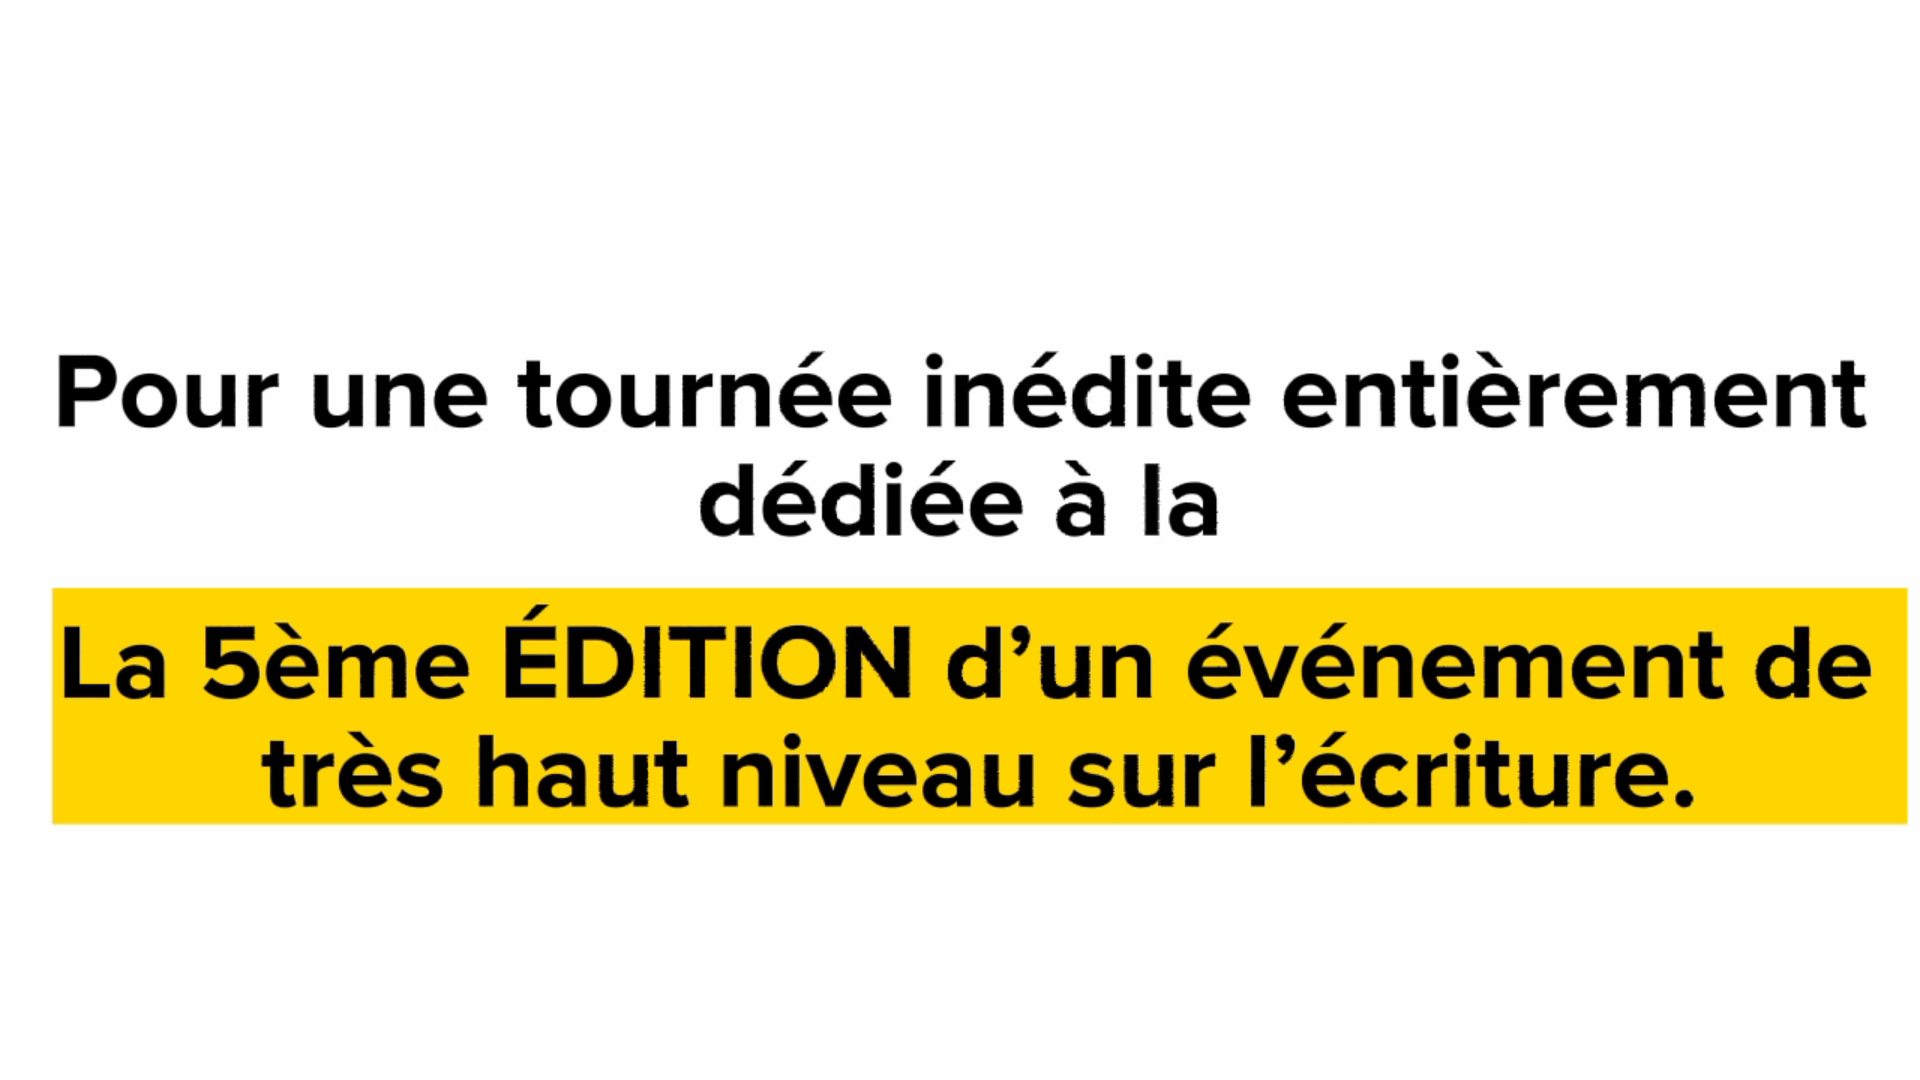 Pour une tournée inédite entièrement
dédiée à la
La 5ème ÉDITION d’un événement de
très haut niveau sur l’écriture.